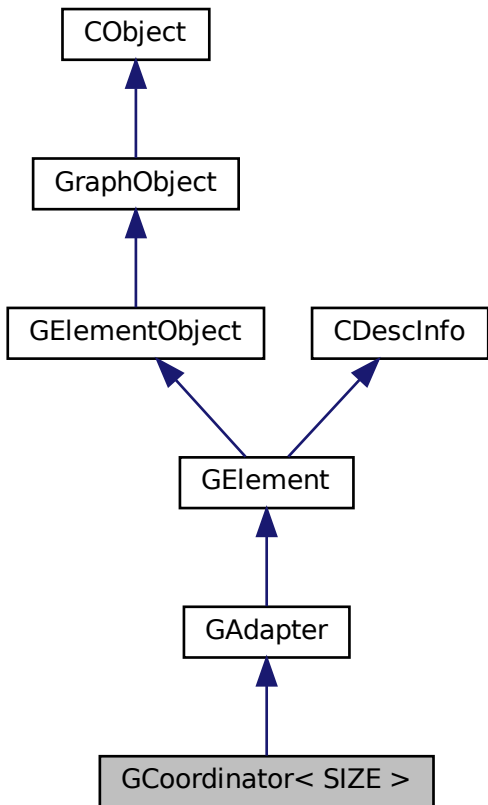 CObject
GraphObject
GElementObject
CDescInfo
GElement
GAdapter
GCoordinator< SIZE >